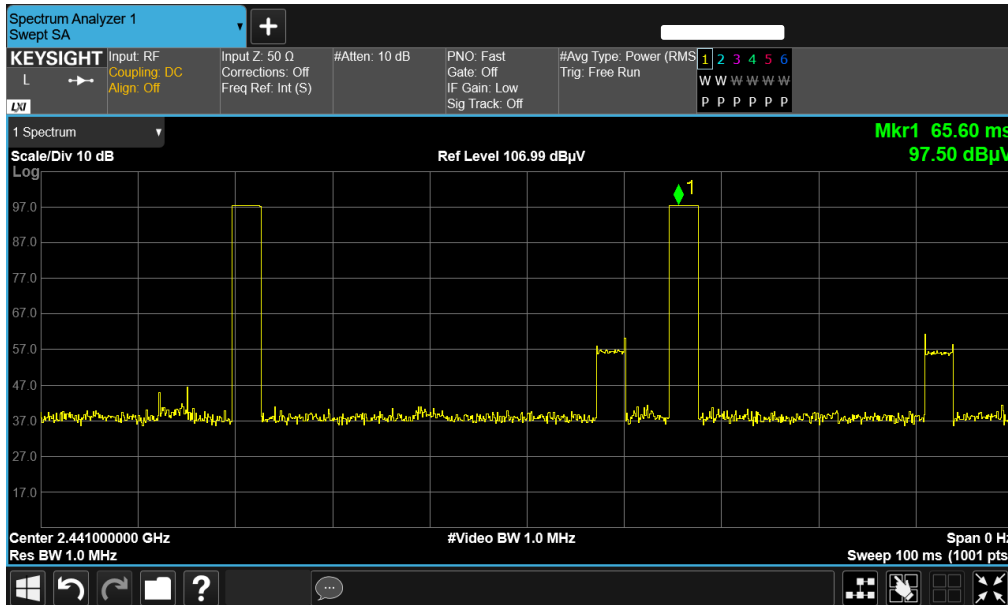 Spectrum Analyzer 1
Swept SA
KEYSIGHT
L
LXI
Input: RF
Coupling: DC
Align: Off
Input Z: 50 Ω
Corrections: Off
Freq Ref: Int (S)
#Atten: 10 dB
PNO: Fast
Gate: Off
IF Gain: Low
Sig Track: Off
#Avg Type: Power (RMS
Trig: Free Run
1 2 3 4 5 6
W W W W W W
P P P P P P
1 Spectrum
Scale/Div 10 dB
Ref Level 106.99 dBµV
Mkr1 65.60 ms
97.50 dBµV
Log
1
97.0
87.0
77.0
67.0
57.0
47.0
37.0
27.0
17.0
Center 2.441000000 GHz
#Video BW 1.0 MHz
Span 0 Hz
Res BW 1.0 MHz
Sweep 100 ms (1001 pts
?